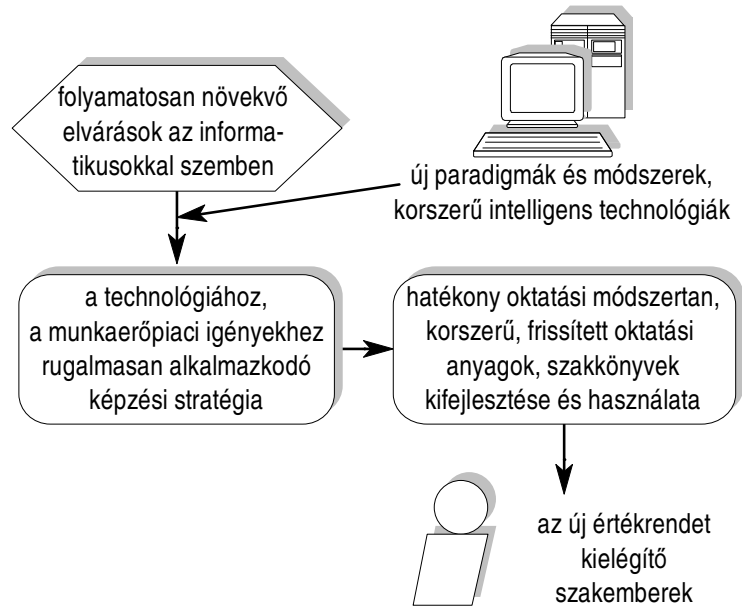 folyamatosan növekvő
elvárások az informa-
tikusokkal szemben
új paradigmák és módszerek,
korszerű intelligens technológiák
a technológiához,
a munkaerőpiaci igényekhez
rugalmasan alkalmazkodó
képzési stratégia
hatékony oktatási módszertan,
korszerű, frissített oktatási
anyagok, szakkönyvek
kifejlesztése és használata
az új értékrendet
kielégítő
szakemberek